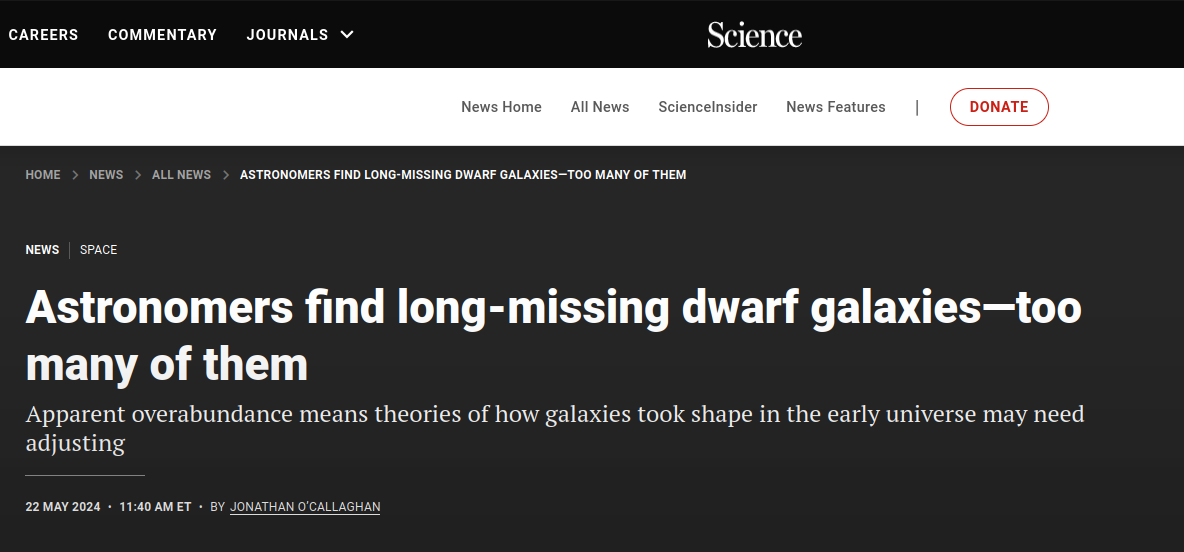 CAREERS COMMENTARY JOURNALS Science
News Home All News ScienceInsider News Features | DONATE
HOME > NEWS > ALL NEWS > ASTRONOMERS FIND LONG-MISSING DWARF GALAXIES—TOO MANY OF THEM
NEWS | SPACE
Astronomers find long-missing dwarf galaxies—too
many of them
Apparent overabundance means theories of how galaxies took shape in the early universe may need
adjusting
22 MAY 2024 • 11:40 AM ET • BY JONATHAN O'CALLAGHAN